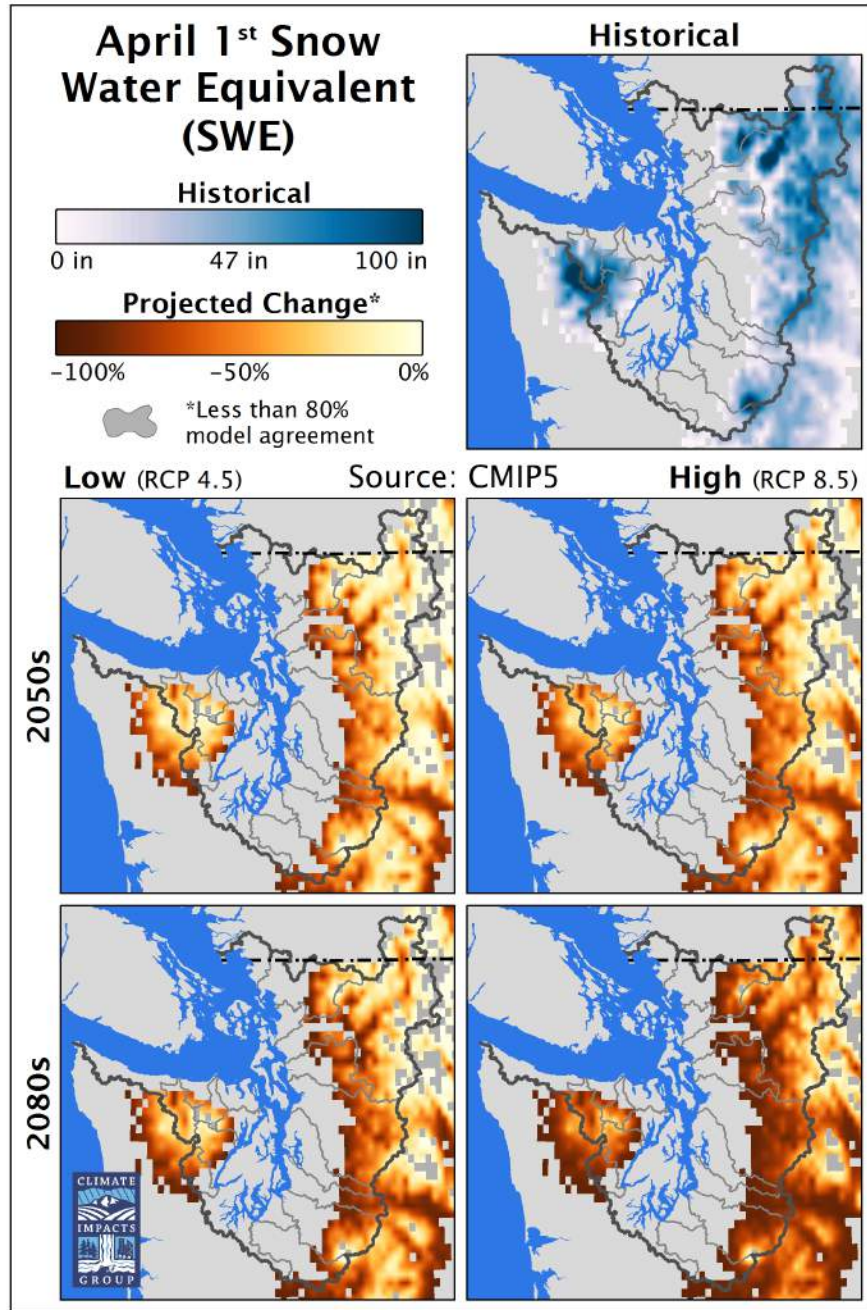 April 1st Snow
Water Equivalent
(SWE)
Historical
Historical
0 in 47 in 100 in
Projected Change*
−100% −50% 0%
*Less than 80%
model agreement
Low (RCP 4.5) Source: CMIP5 High (RCP 8.5)
2050s
2080s
CLIMATE
IMPACTS
GROUP